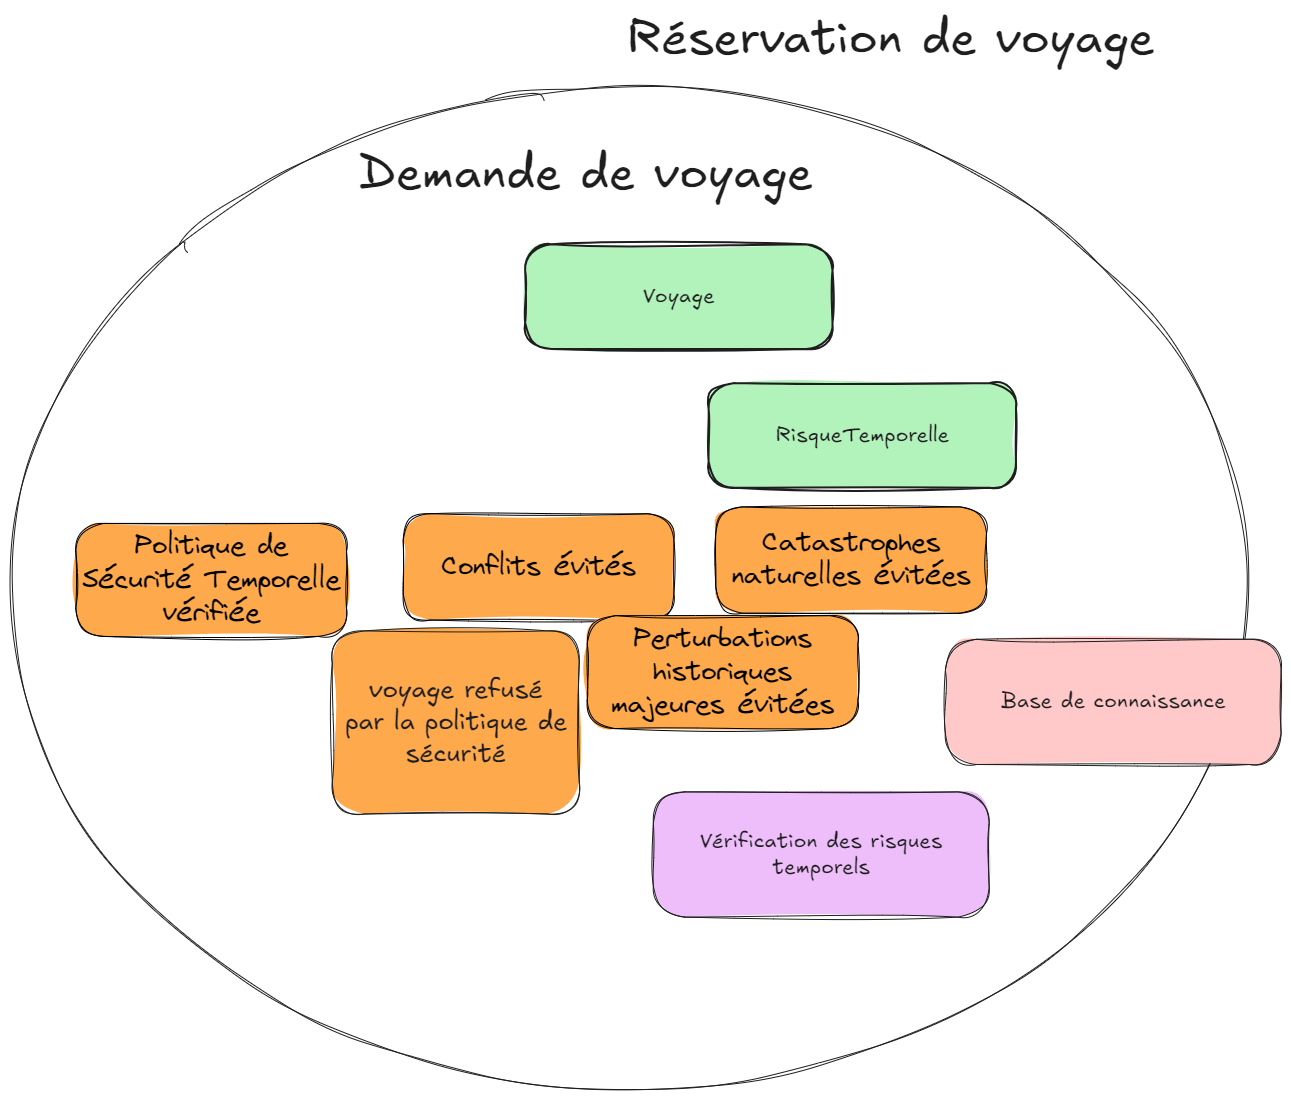 Réservation de voyage
Demande de voyage
Voyage
RisqueTemporelle
Politique de
Sécurité Temporelle
vérifiée
Conflits évités
Catastrophes
naturelles évitées
voyage refusé
par la politique de
sécurité
Perturbations
historiques
majeures évitées
Base de connaissance
Vérification des risques
temporels